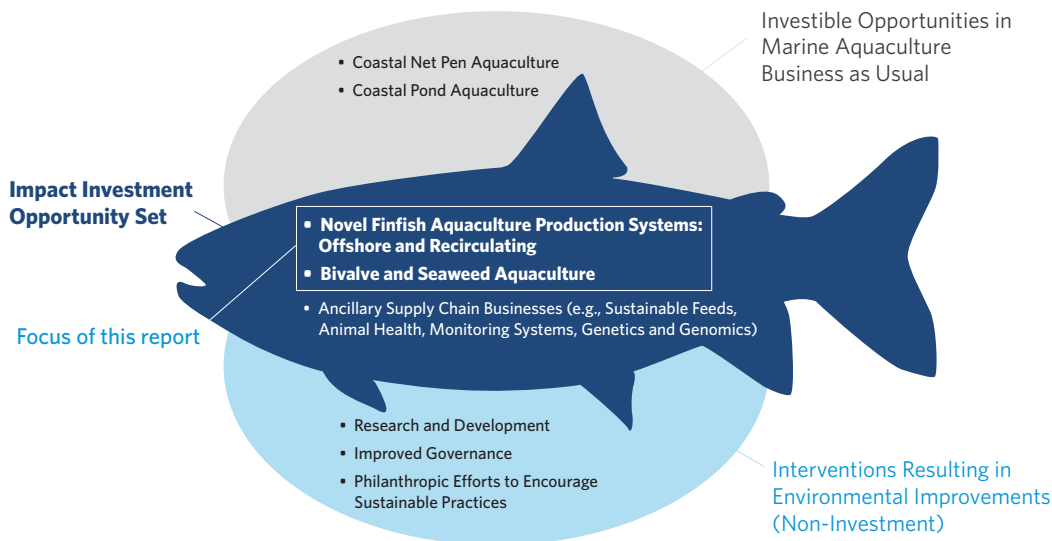 Investible Opportunities in
Marine Aquaculture
Business as Usual
• Coastal Net Pen Aquaculture
• Coastal Pond Aquaculture
Impact Investment
Opportunity Set
• Novel Finfish Aquaculture Production Systems:
Offshore and Recirculating
• Bivalve and Seaweed Aquaculture
• Ancillary Supply Chain Businesses (e.g., Sustainable Feeds,
Animal Health, Monitoring Systems, Genetics and Genomics)
Focus of this report
• Research and Development
• Improved Governance
• Philanthropic Efforts to Encourage
Sustainable Practices
Interventions Resulting in
Environmental Improvements
(Non-Investment)